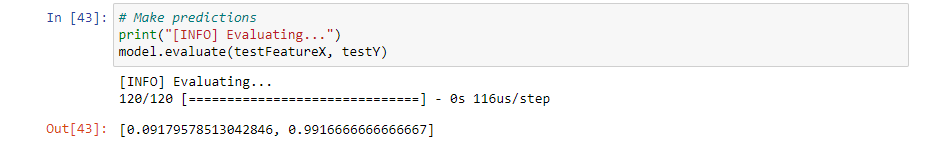 In [43]: # Make predictions
print("[INFO] Evaluating...")
model.evaluate(testFeatureX, testY)
[INFO] Evaluating...
120/120 [==============================] - 0s 116us/step
Out[43]: [0.09179578513042846, 0.9916666666666667]